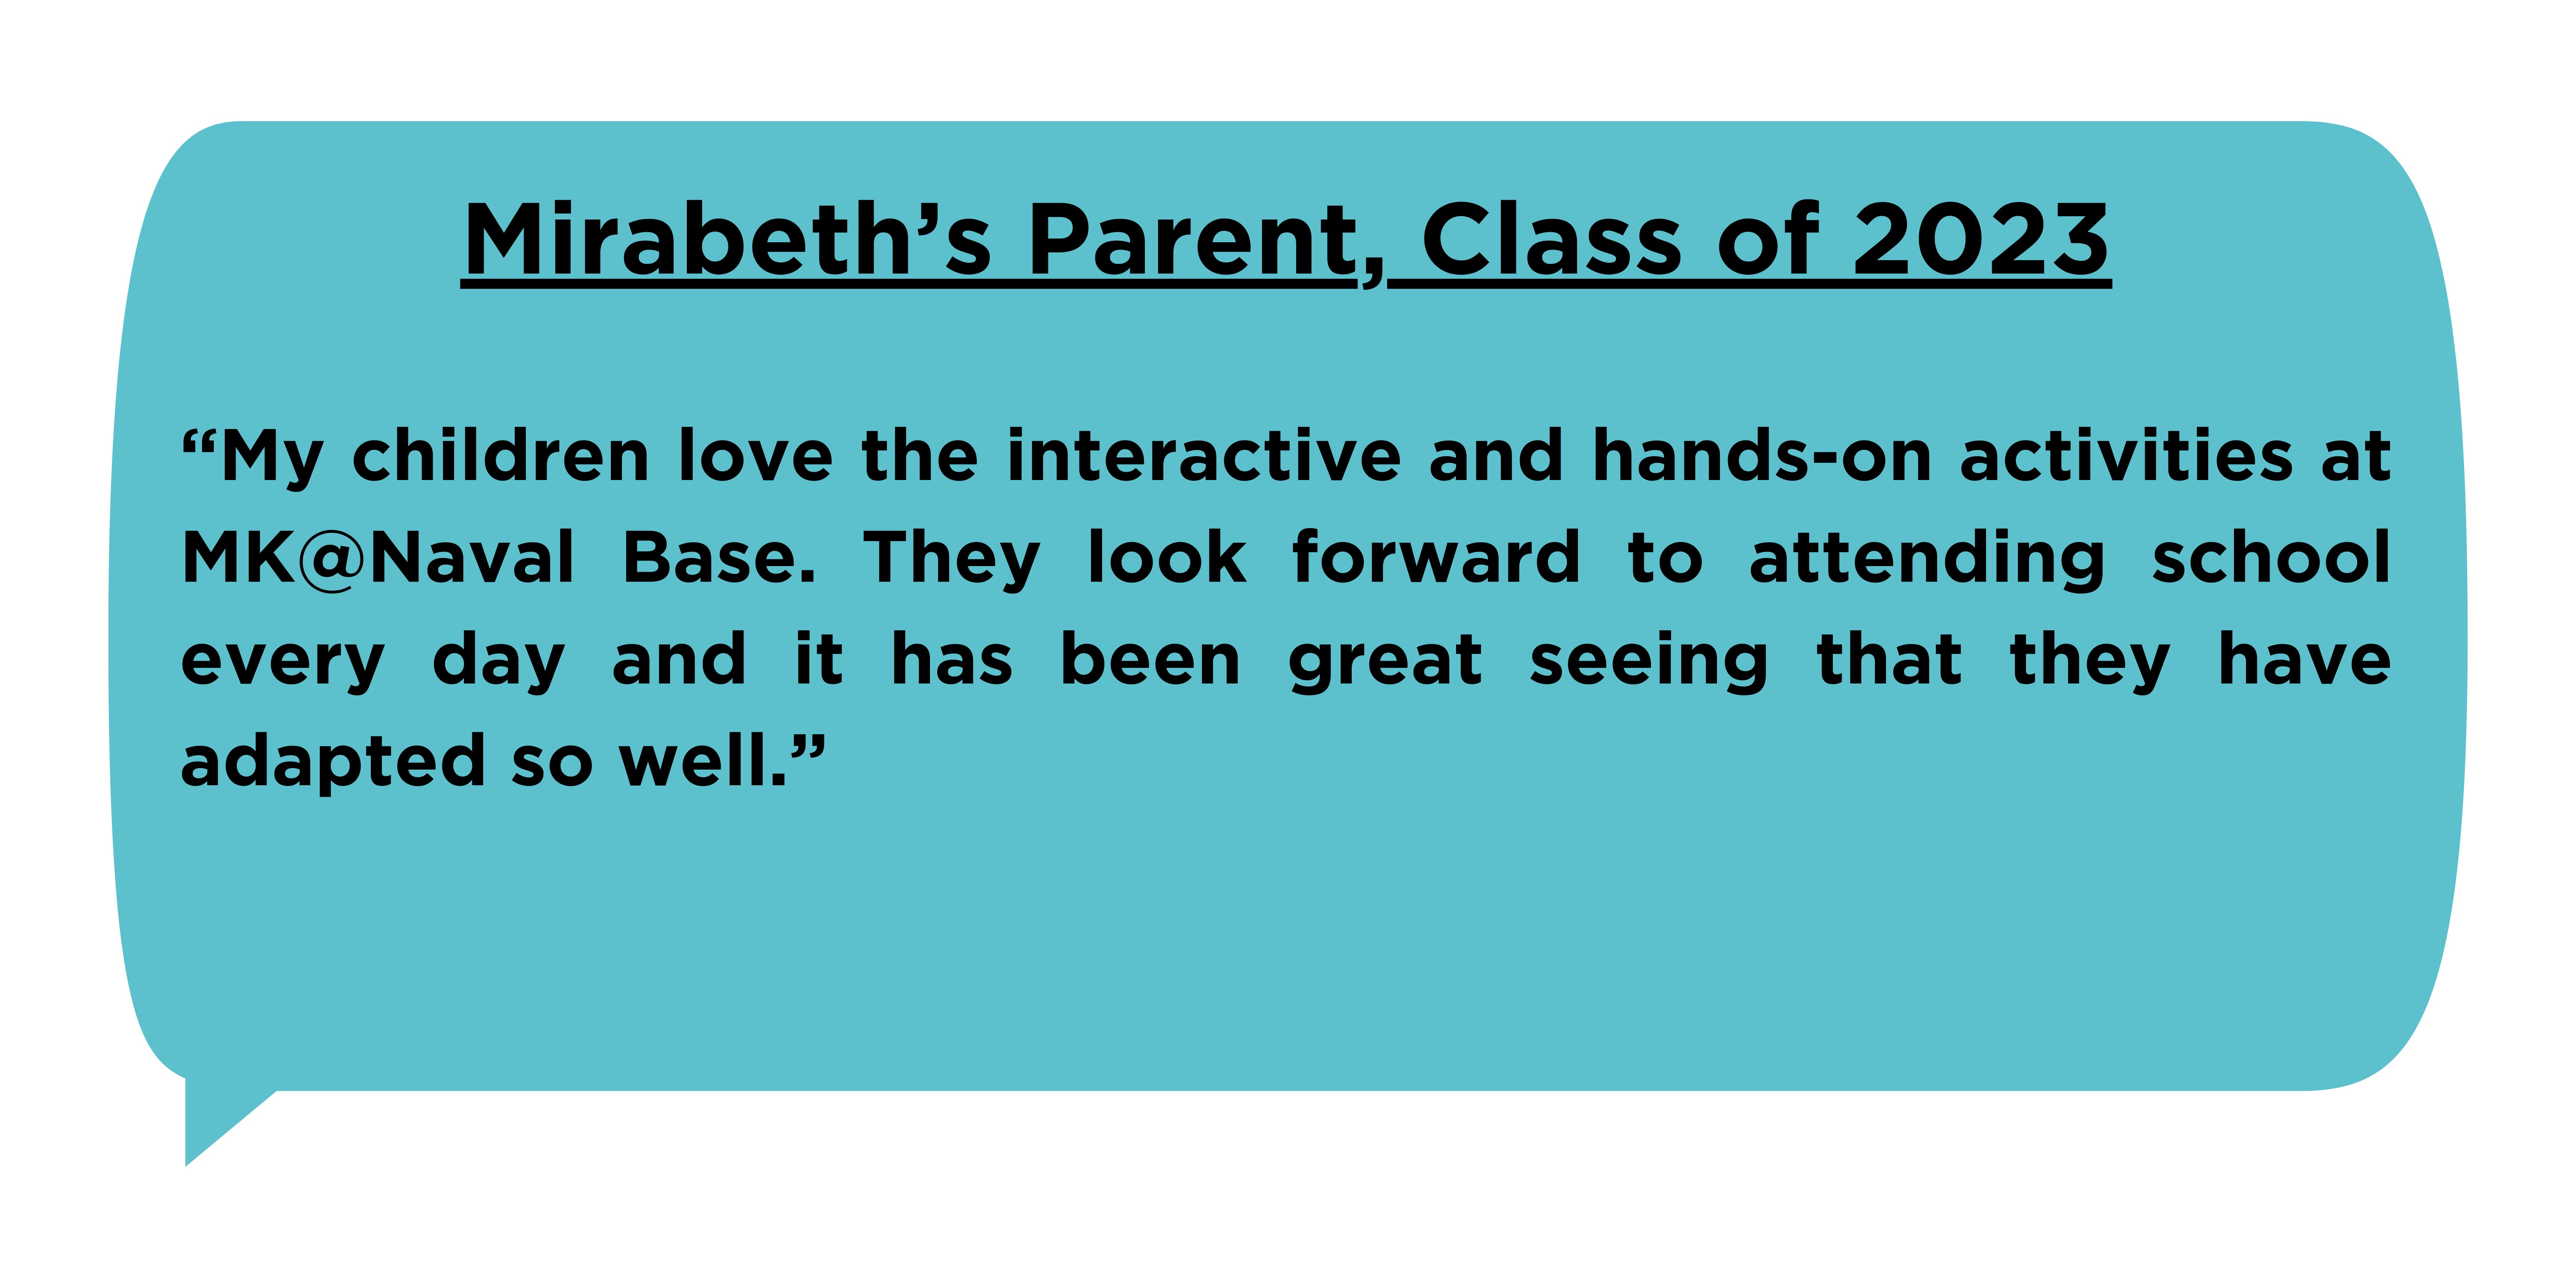 Mirabeth’s Parent, Class of 2023
“My children love the interactive and hands-on activities at
MK@Naval Base. They look forward to attending school
every day and it has been great seeing that they have
adapted so well.”